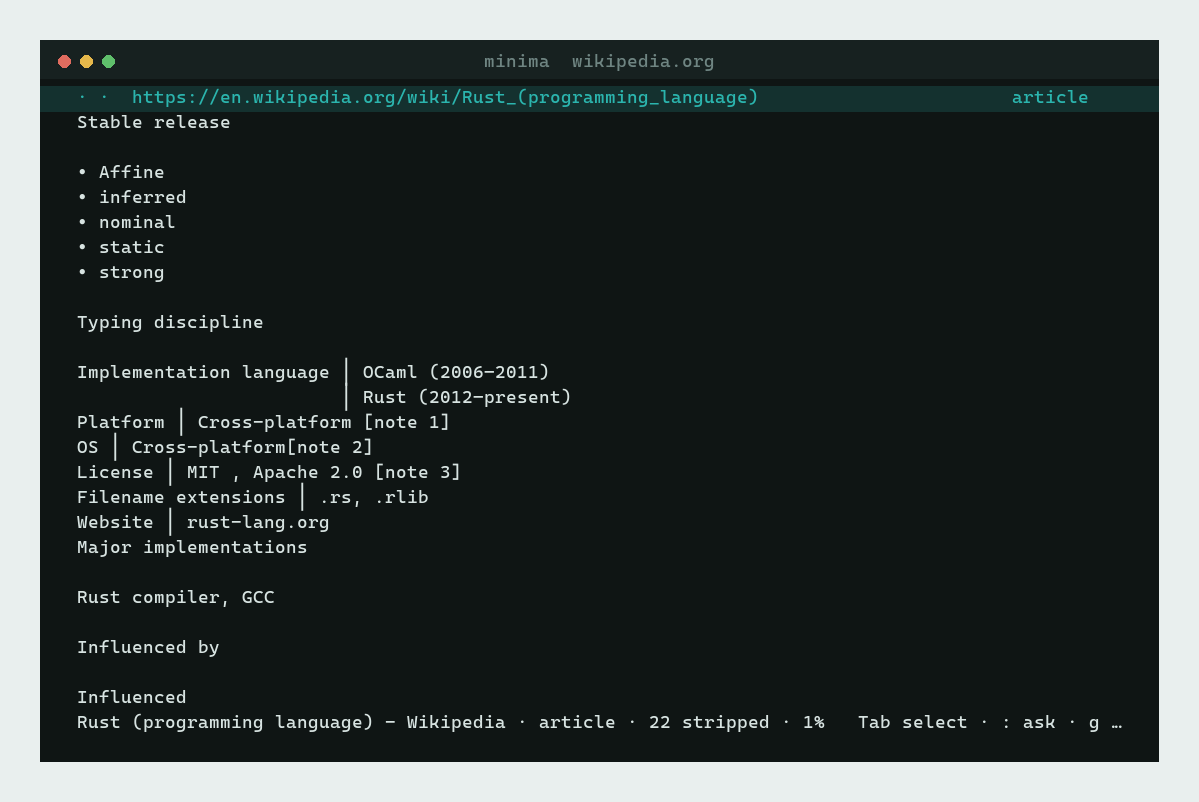 minima  wikipedia.org
· ·  https://en.wikipedia.org/wiki/Rust_(programming_language)  article
Stable release
• Affine
• inferred
• nominal
• static
• strong
Typing discipline
Implementation language │ OCaml (2006–2011)
│ Rust (2012–present)
Platform │ Cross-platform [note 1]
OS │ Cross-platform[note 2]
License │ MIT , Apache 2.0 [note 3]
Filename extensions │ .rs, .rlib
Website │ rust-lang.org
Major implementations
Rust compiler, GCC
Influenced by
Influenced
Rust (programming language) - Wikipedia · article · 22 stripped · 1%   Tab select · : ask · g …